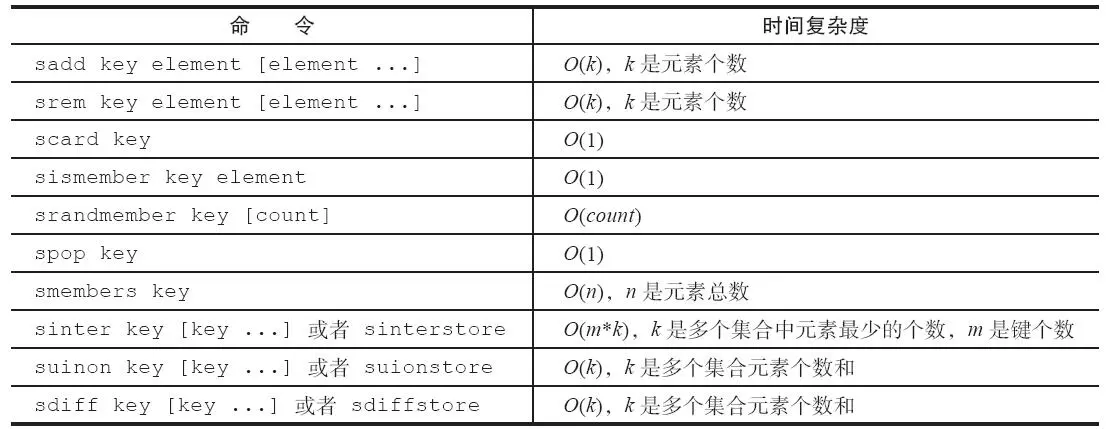 命 令 时间复杂度
sadd key element [element ...] O(k)，k 是元素个数
srem key element [element ...] O(k)，k 是元素个数
scard key O(1)
sismember key element O(1)
srandmember key [count] O(count)
spop key O(1)
smembers key O(n)，n 是元素总数
sinter key [key ...] 或者 sinterstore O(m*k)，k 是多个集合中元素最少的个数，m 是键个数
suinon key [key ...] 或者 suionstore O(k)，k 是多个集合元素个数和
sdiff key [key ...] 或者 sdiffstore O(k)，k 是多个集合元素个数和